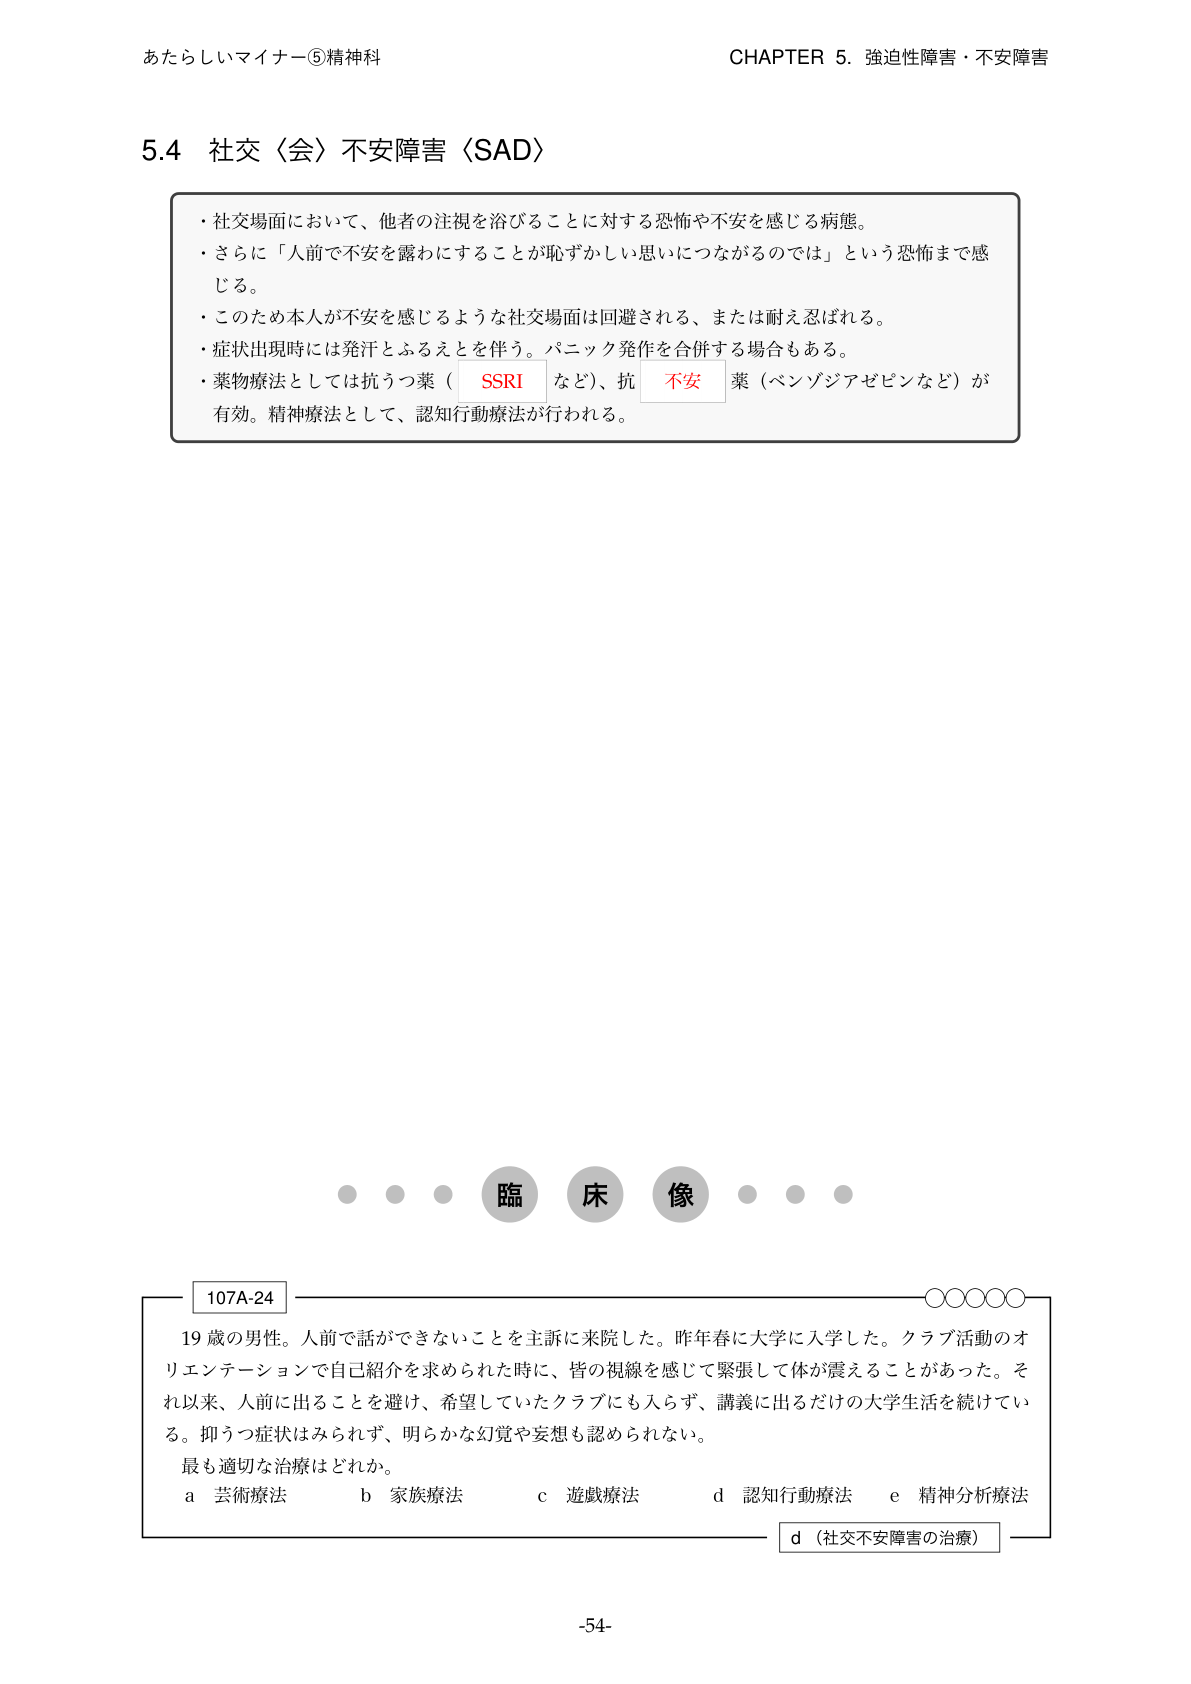 あたらしいマイナー⑤精神科
CHAPTER 5. 強迫性障害・不安障害
5.4 社交〈会〉不安障害〈SAD〉
・社交場面において、他者の注視を浴びることに対する恐怖や不安を感じる病態。
・さらに「人前で不安を露わにすることが恥ずかしい思いにつながるのでは」という恐怖まで感
じる。
・このため本人が不安を感じるような社交場面は回避される、または耐え忍ばれる。
・症状出現時には発汗とふるえとを伴う。パニック発作を合併する場合もある。
・薬物療法としては抗うつ薬（ SSRI など）、抗 不安 薬（ベンゾジアゼピンなど）が
有効。精神療法として、認知行動療法が行われる。
臨 床 像
107A-24
19 歳の男性。人前で話ができないことを主訴に来院した。昨年春に大学に入学した。クラブ活動のオ
リエンテーションで自己紹介を求められた時に、皆の視線を感じて緊張して体が震えることがあった。そ
れ以来、人前に出ることを避け、希望していたクラブにも入らず、講義に出るだけの大学生活を続けてい
る。抑うつ症状はみられず、明らかな幻覚や妄想も認められない。
最も適切な治療はどれか。
a 芸術療法 b 家族療法 c 遊戯療法 d 認知行動療法 e 精神分析療法
d （社交不安障害の治療）
-54-